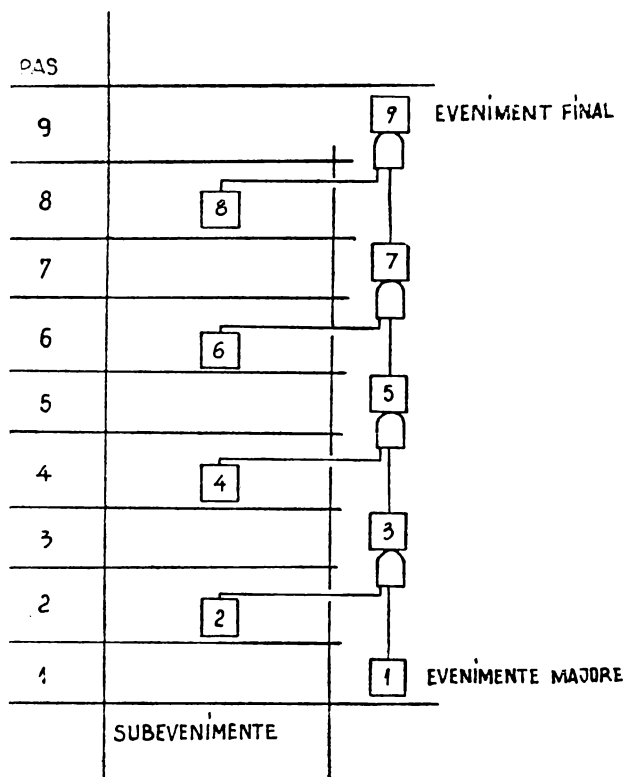 PAS
9 9 EVENIMENT FINAL
8 8
7 7
6 6
5 5
4 4
3 3
2 2
1 1 EVENIMENTE MAJORE
SUBEVENIMENTE